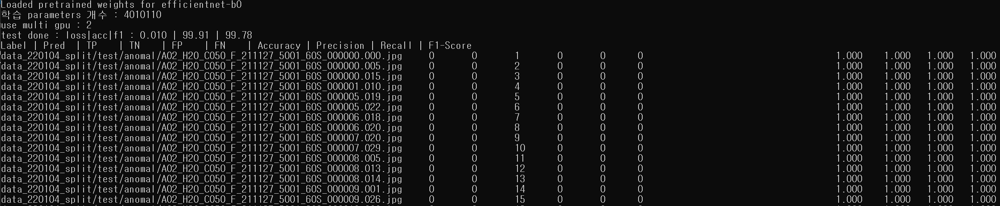 Loaded pretrained weights for efficientnet-b0
학습 parameters 개수 : 4010110
use multi gpu : 2
test done : loss|acc|f1 : 0.010 | 99.91 | 99.78
Label | Pred | TP | TN | FP | FN | Accuracy | Precision | Recall | F1-Score
data_220104_split/test/anomal/A02_H20_C050_F_211127_5001_60S_000000.000.jpg 0 0 1 0 0 0 1.000 1.000 1.000 1.000
data_220104_split/test/anomal/A02_H20_C050_F_211127_5001_60S_000000.005.jpg 0 0 2 0 0 0 1.000 1.000 1.000 1.000
data_220104_split/test/anomal/A02_H20_C050_F_211127_5001_60S_000000.015.jpg 0 0 3 0 0 0 1.000 1.000 1.000 1.000
data_220104_split/test/anomal/A02_H20_C050_F_211127_5001_60S_000001.010.jpg 0 0 4 0 0 0 1.000 1.000 1.000 1.000
data_220104_split/test/anomal/A02_H20_C050_F_211127_5001_60S_000005.019.jpg 0 0 5 0 0 0 1.000 1.000 1.000 1.000
data_220104_split/test/anomal/A02_H20_C050_F_211127_5001_60S_000005.022.jpg 0 0 6 0 0 0 1.000 1.000 1.000 1.000
data_220104_split/test/anomal/A02_H20_C050_F_211127_5001_60S_000006.018.jpg 0 0 7 0 0 0 1.000 1.000 1.000 1.000
data_220104_split/test/anomal/A02_H20_C050_F_211127_5001_60S_000006.020.jpg 0 0 8 0 0 0 1.000 1.000 1.000 1.000
data_220104_split/test/anomal/A02_H20_C050_F_211127_5001_60S_000007.020.jpg 0 0 9 0 0 0 1.000 1.000 1.000 1.000
data_220104_split/test/anomal/A02_H20_C050_F_211127_5001_60S_000007.029.jpg 0 0 10 0 0 0 1.000 1.000 1.000 1.000
data_220104_split/test/anomal/A02_H20_C050_F_211127_5001_60S_000008.005.jpg 0 0 11 0 0 0 1.000 1.000 1.000 1.000
data_220104_split/test/anomal/A02_H20_C050_F_211127_5001_60S_000008.013.jpg 0 0 12 0 0 0 1.000 1.000 1.000 1.000
data_220104_split/test/anomal/A02_H20_C050_F_211127_5001_60S_000008.014.jpg 0 0 13 0 0 0 1.000 1.000 1.000 1.000
data_220104_split/test/anomal/A02_H20_C050_F_211127_5001_60S_000009.001.jpg 0 0 14 0 0 0 1.000 1.000 1.000 1.000
data_220104_split/test/anomal/A02_H20_C050_F_211127_5001_60S_000009.026.jpg 0 0 15 0 0 0 1.000 1.000 1.000 1.000